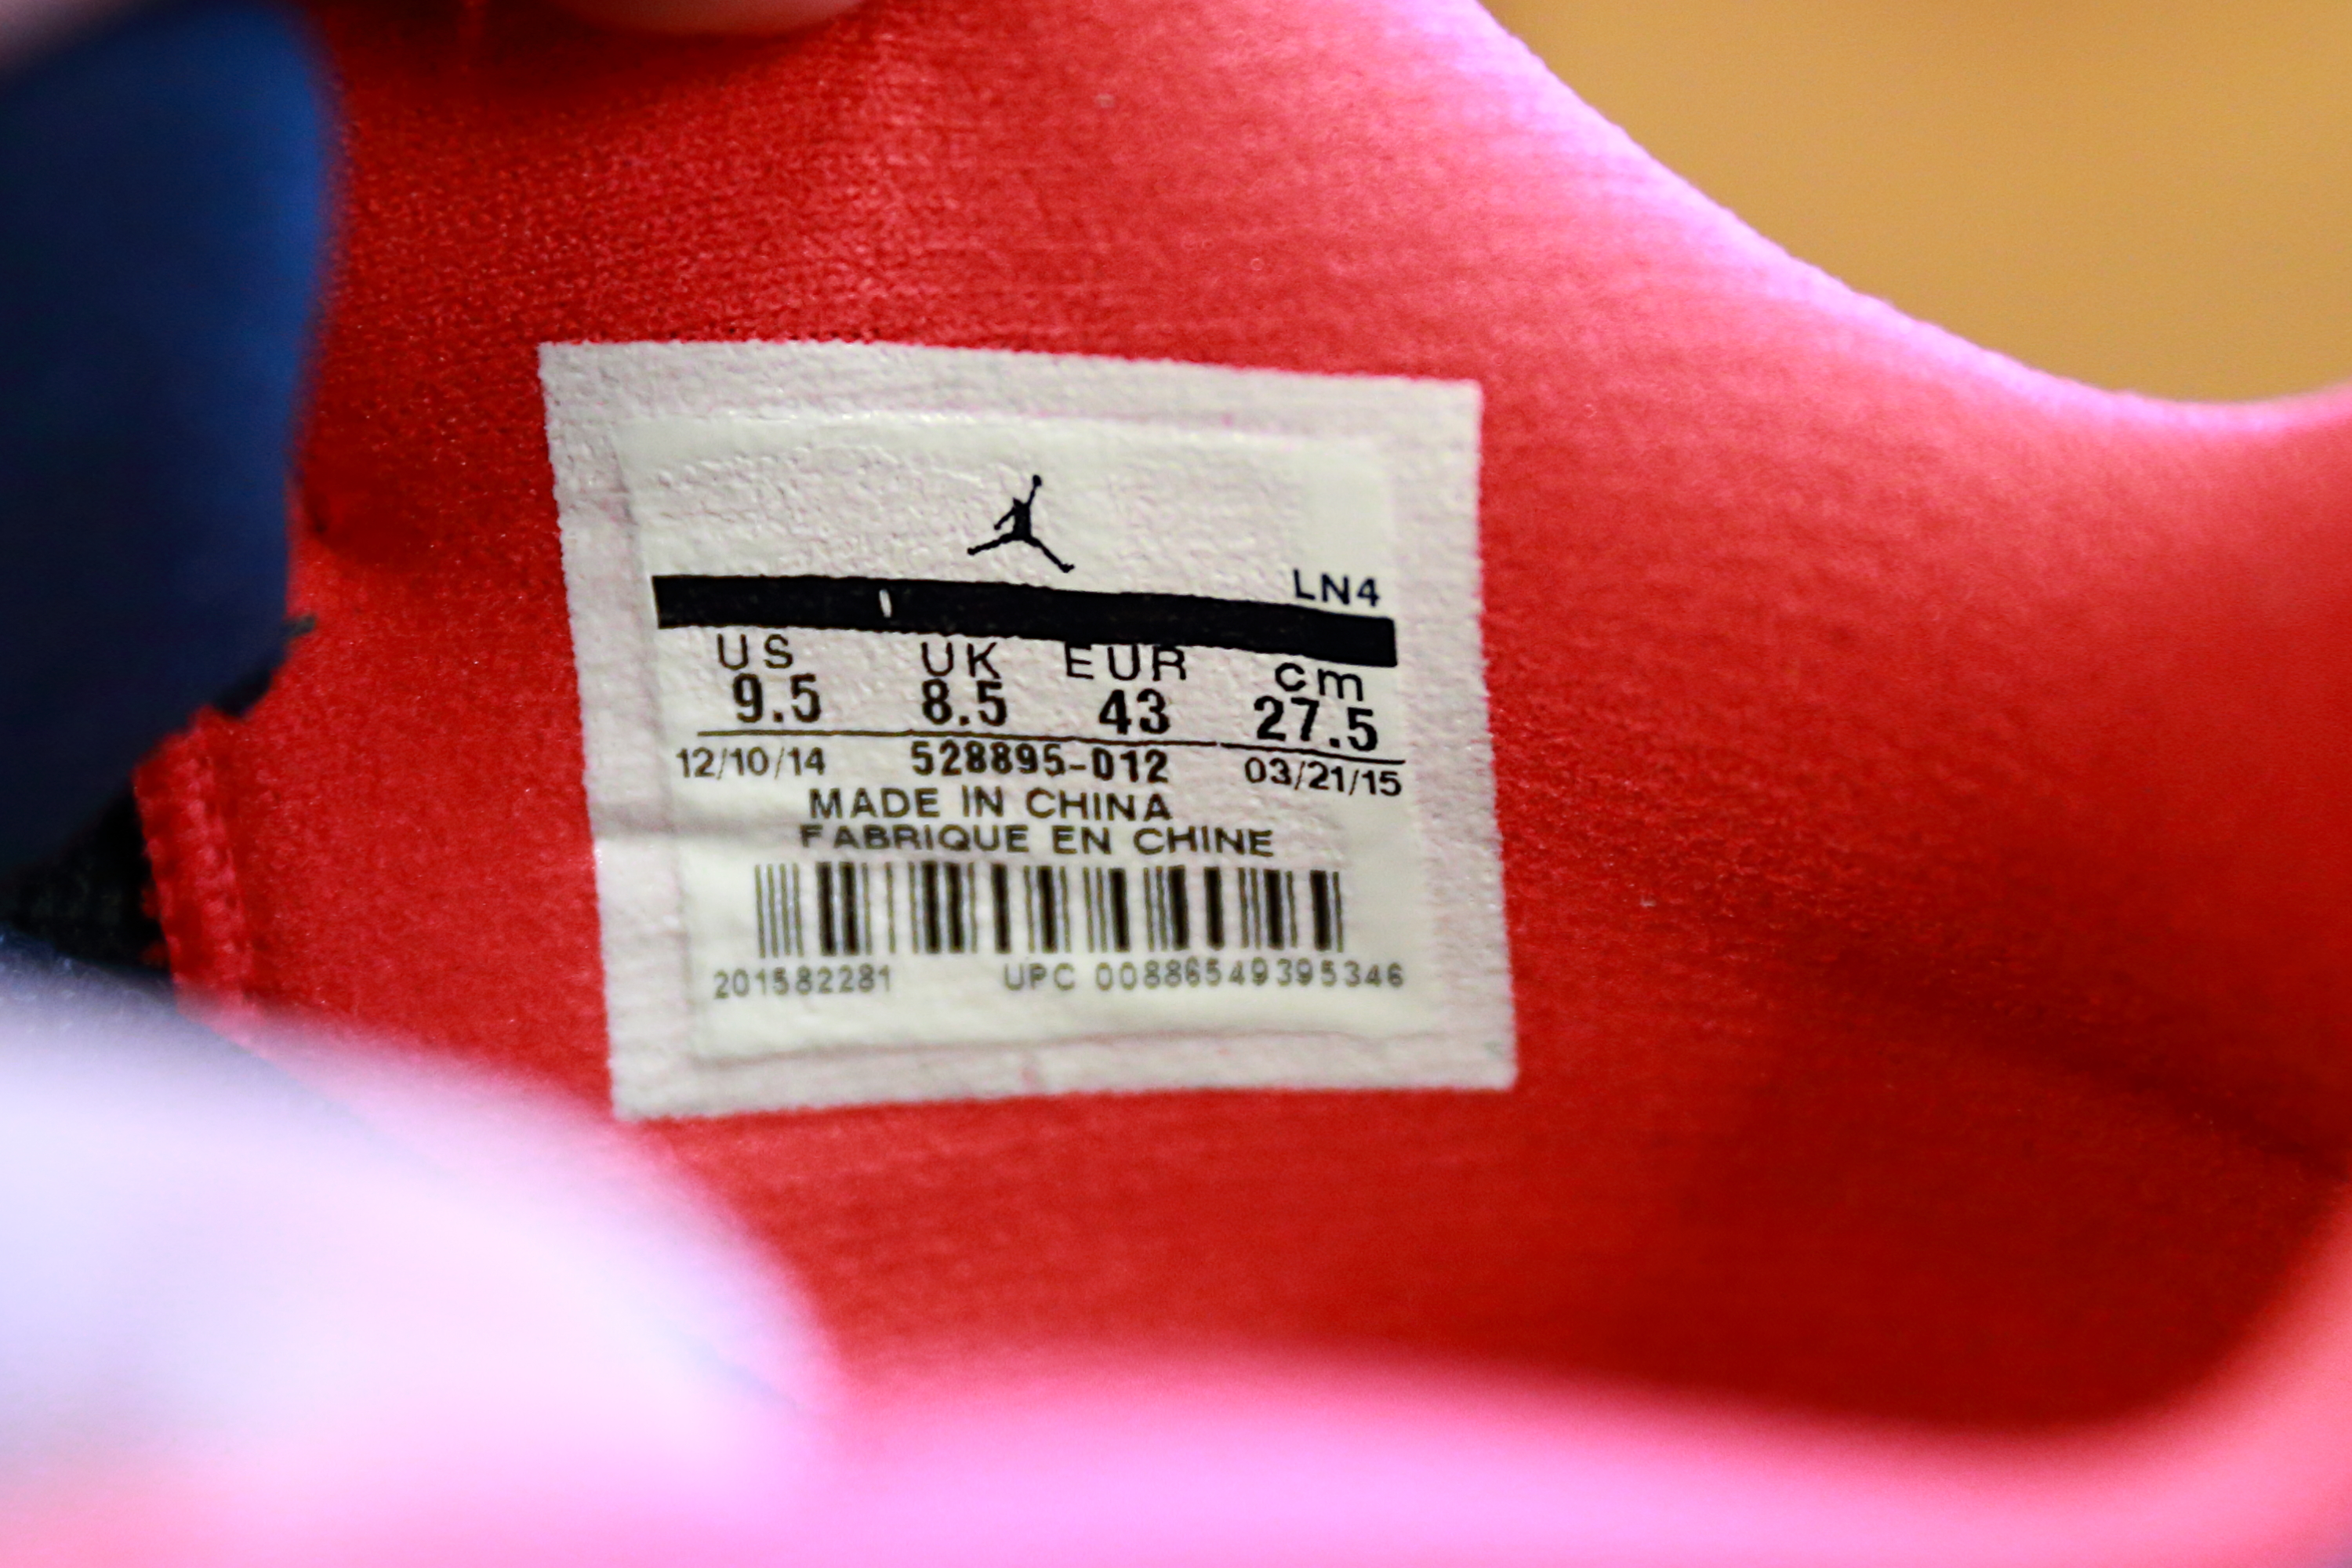 LN4
US UK EUR cm
9.5 8.5 43 27.5
12/10/14 528895-012 03/21/15
MADE IN CHINA
FABRIQUE EN CHINE
201582281 UPC 00886549395346